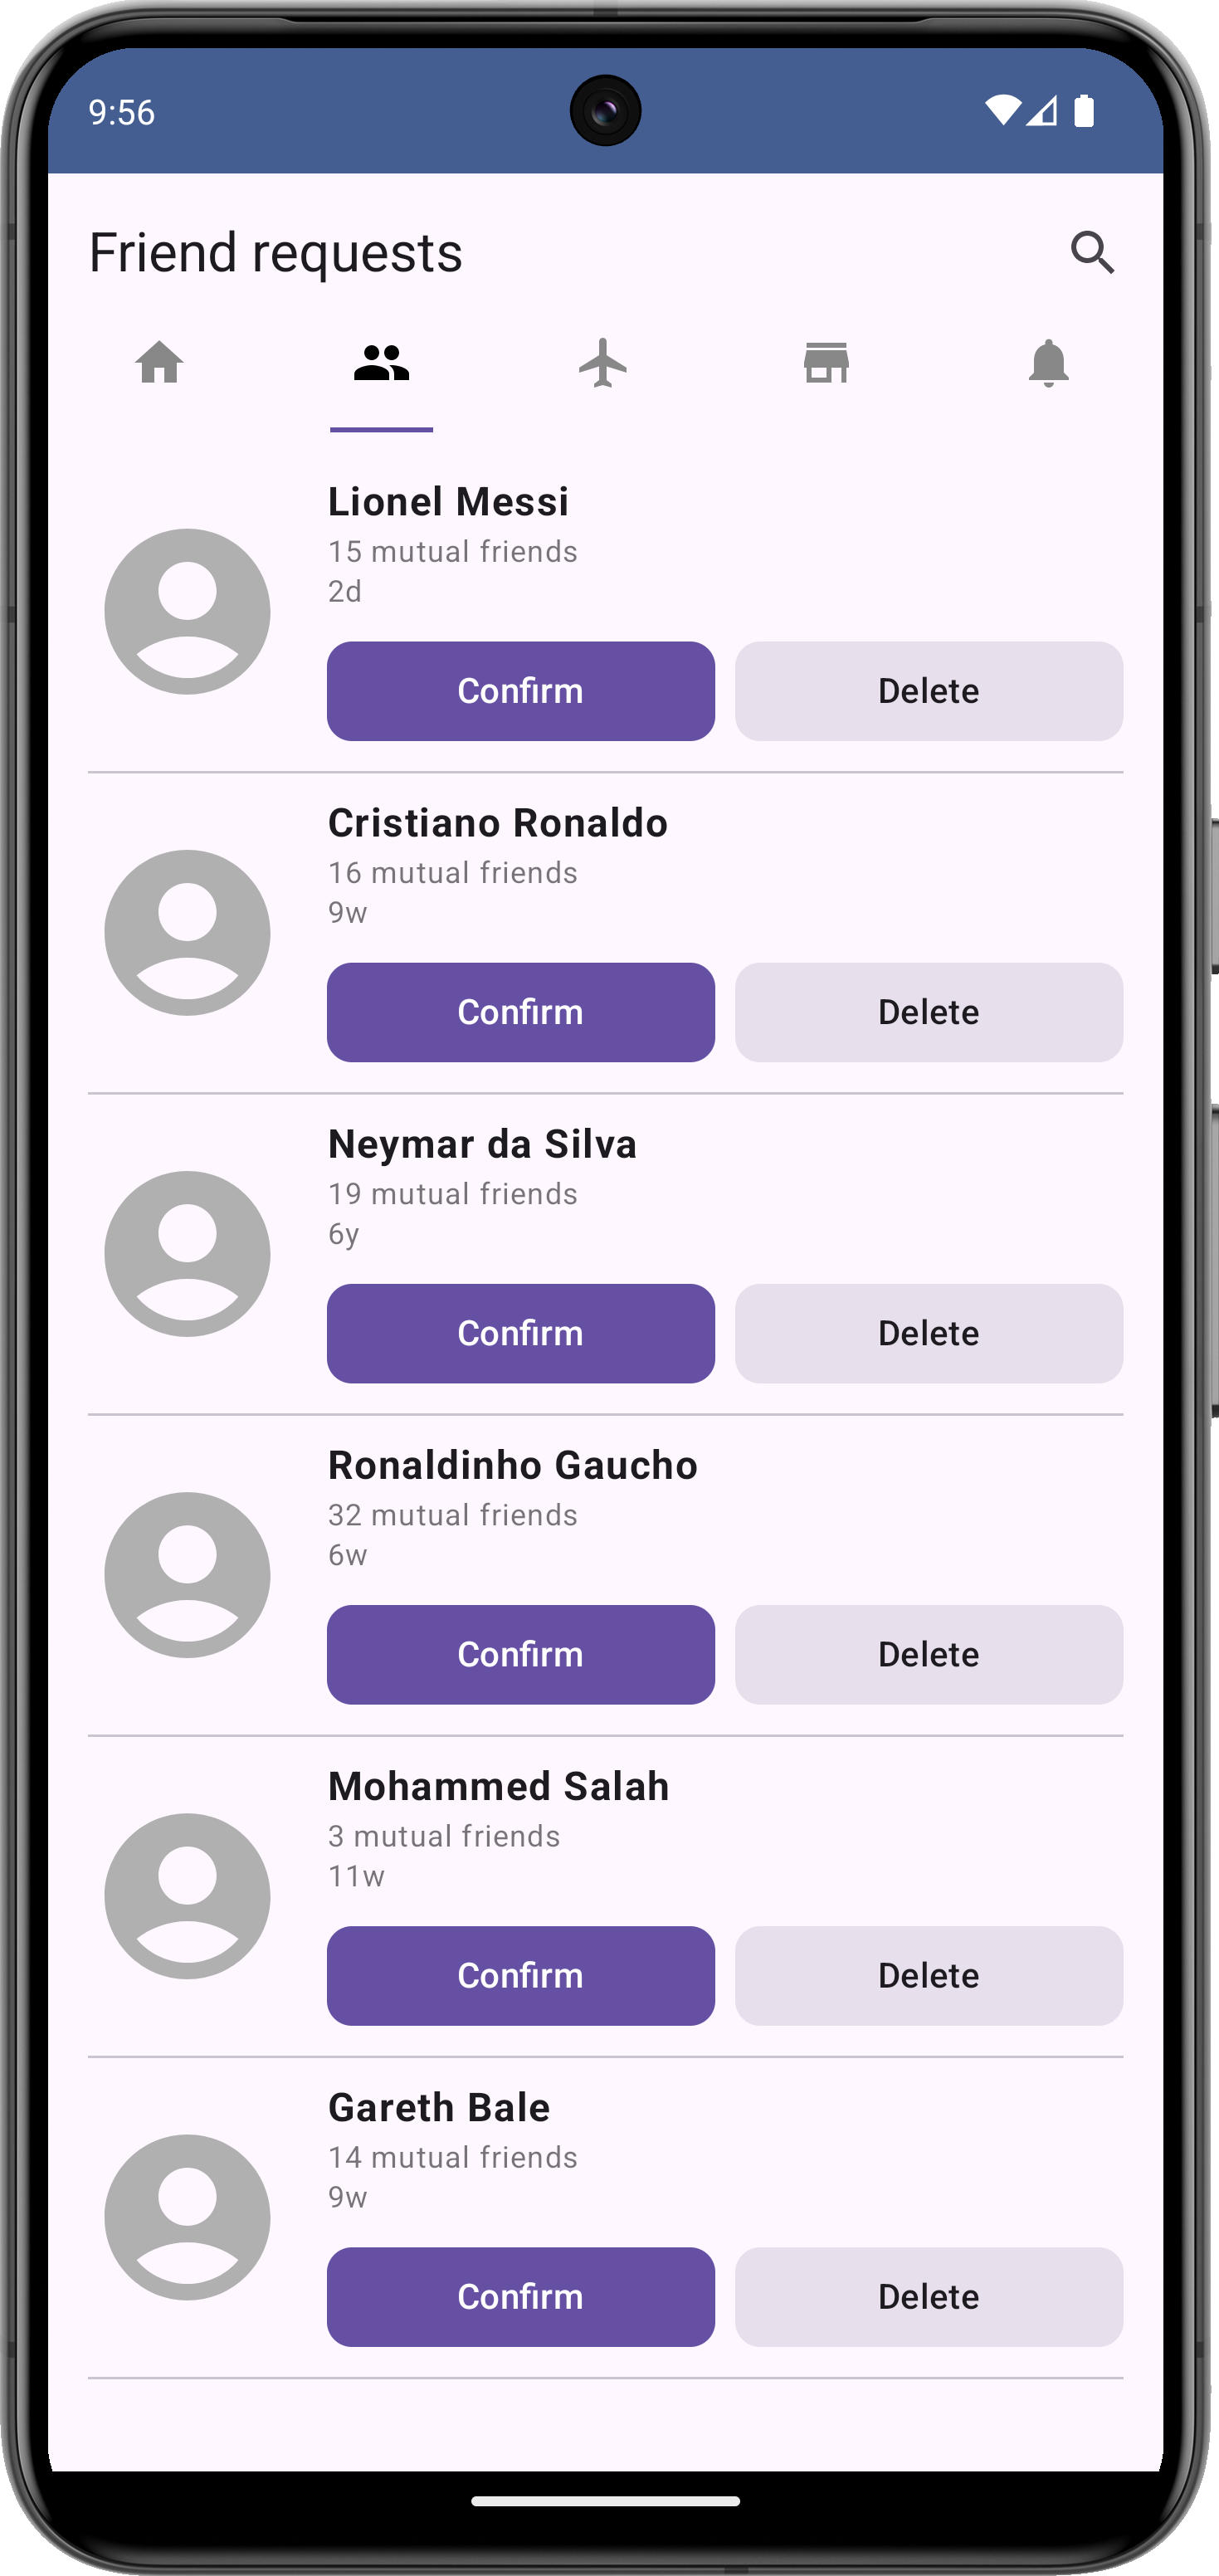 9:56
Friend requests
Lionel Messi
15 mutual friends
2d
Confirm Delete
Cristiano Ronaldo
16 mutual friends
9w
Confirm Delete
Neymar da Silva
19 mutual friends
6y
Confirm Delete
Ronaldinho Gaucho
32 mutual friends
6w
Confirm Delete
Mohammed Salah
3 mutual friends
11w
Confirm Delete
Gareth Bale
14 mutual friends
9w
Confirm Delete